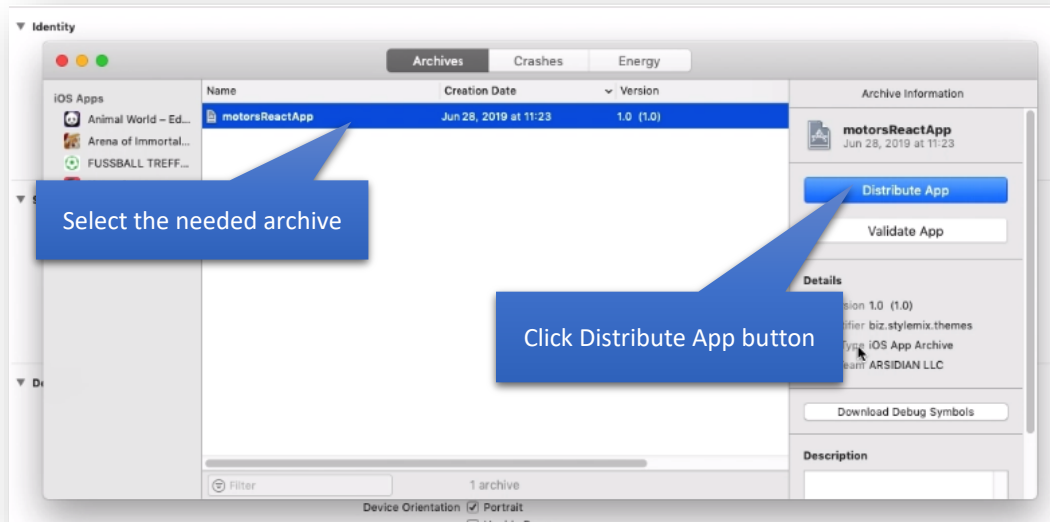 Identity
Archives Crashes Energy
iOS Apps
Animal World – Ed...
Arena of Immortal...
FUSSBALL TREFF...
Name Creation Date Version
motorsReactApp Jun 28, 2019 at 11:23 1.0 (1.0)
Select the needed archive
Click Distribute App button
Filter
1 archive
Archive Information
motorsReactApp
Jun 28, 2019 at 11:23
Distribute App
Validate App
Details
1.0 (1.0)
biz.stylemix.themes
Type iOS App Archive
ARSIDIAN LLC
Download Debug Symbols
Description
Device Orientation Portrait